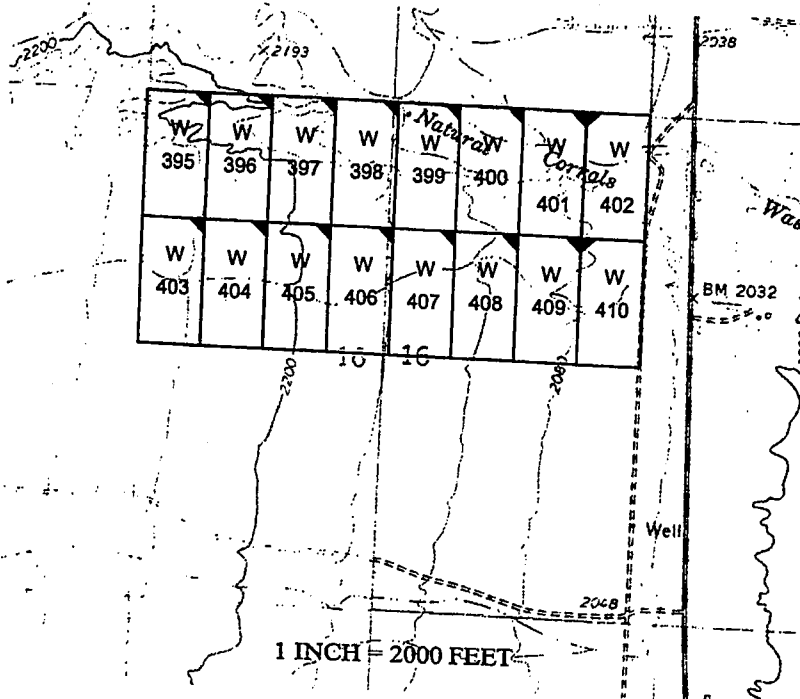 2200
2193
2038
Natural
Corrals
W W W W W W W W
395 396 397 398 399 400 401 402
W W W W W W W W
403 404 405 406 407 408 409 410
BM 2032
16
2200
2080
Well
2048
1 INCH = 2000 FEET